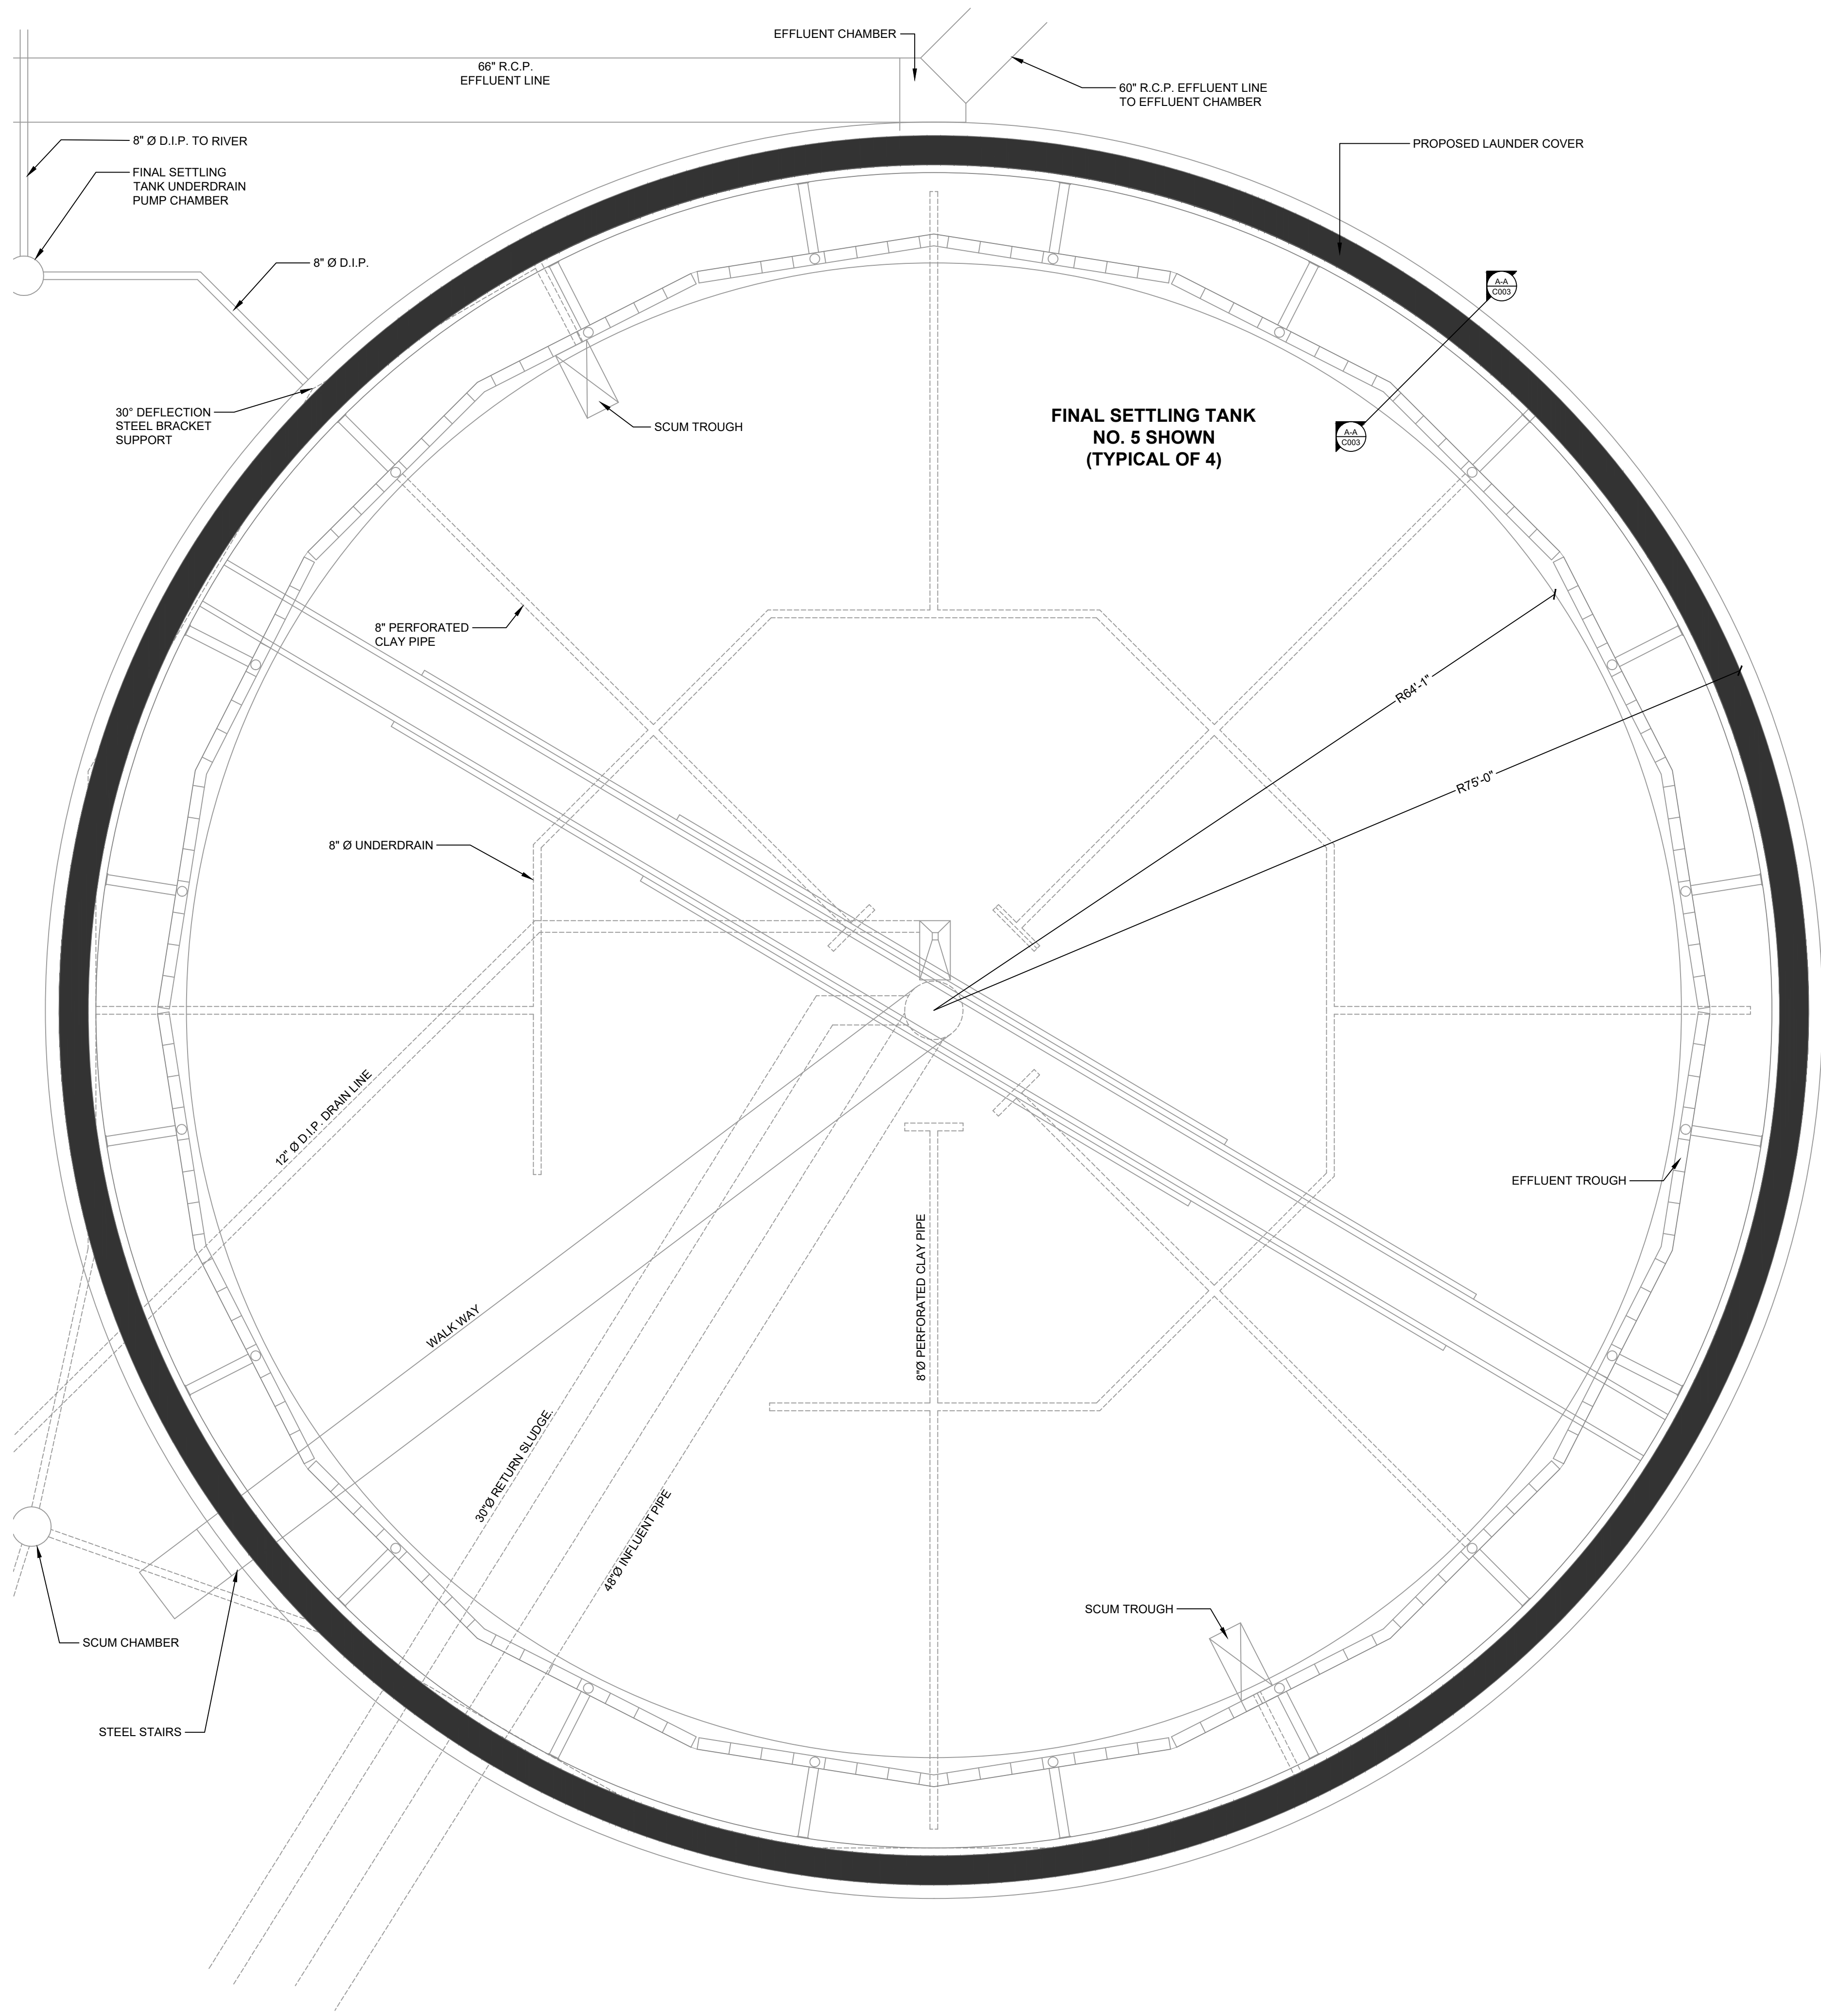 EFFLUENT CHAMBER
66" R.C.P.
EFFLUENT LINE
60" R.C.P. EFFLUENT LINE
TO EFFLUENT CHAMBER
8" Ø D.I.P. TO RIVER
PROPOSED LAUNDER COVER
FINAL SETTLING
TANK UNDERDRAIN
PUMP CHAMBER
8" Ø D.I.P.
A-A
C003
30° DEFLECTION
STEEL BRACKET
SUPPORT
SCUM TROUGH
FINAL SETTLING TANK
NO. 5 SHOWN
(TYPICAL OF 4)
A-A
C003
8" PERFORATED
CLAY PIPE
R64'-1"
R75'-0"
8" Ø UNDERDRAIN
12" Ø D.I.P. DRAIN LINE
EFFLUENT TROUGH
8"Ø PERFORATED CLAY PIPE
WALK WAY
30"Ø RETURN SLUDGE.
48"Ø INFLUENT PIPE
SCUM TROUGH
SCUM CHAMBER
STEEL STAIRS